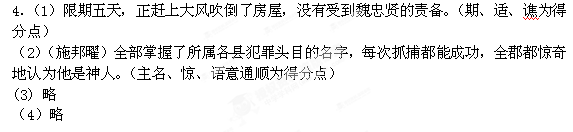 4．（1）限期五天，正赶上大风吹倒了房屋，没有受到魏忠贤的责备。（期、适、谯为得
分点）
（2）（施邦曜）全部掌握了所属各县犯罪头目的名字，每次抓捕都能成功，全郡都惊奇
地认为他是神人。（主名、惊、语意通顺为得分点）
(3) 略
（4）略